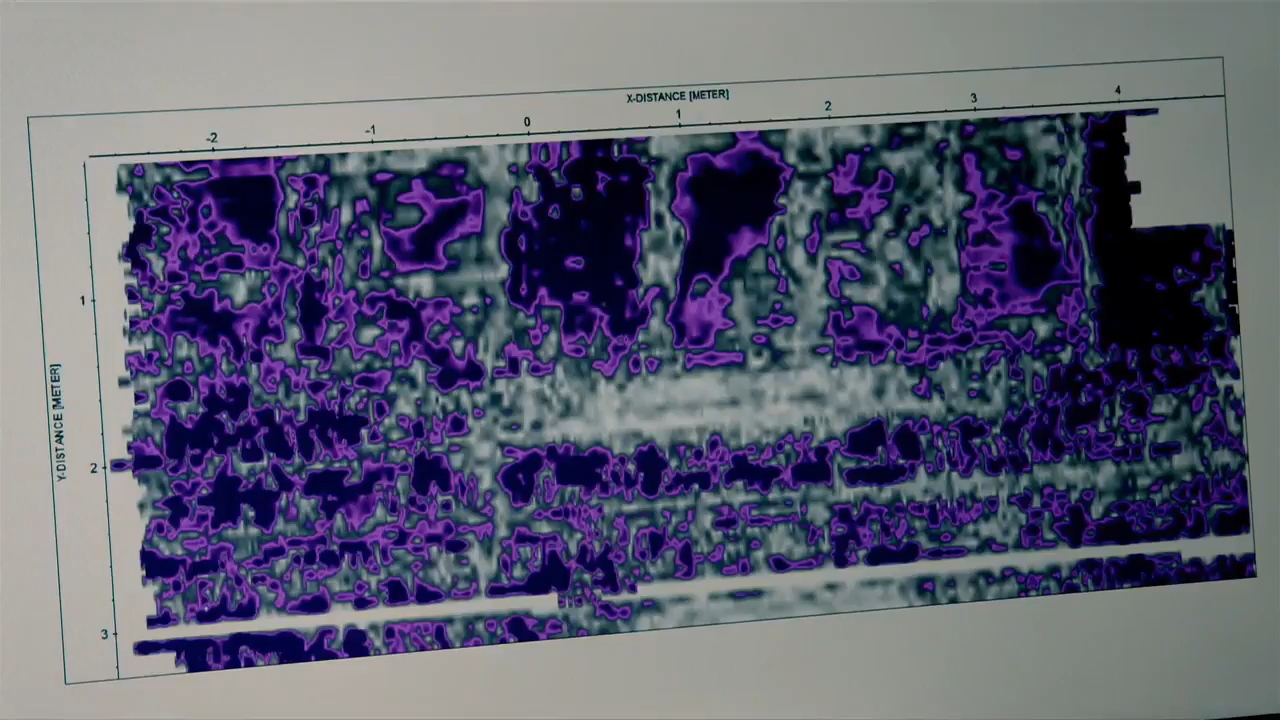 X-DISTANCE [METER]
-2 -1 0 1 2 3 4
Y-DISTANCE [METER]
1
2
3